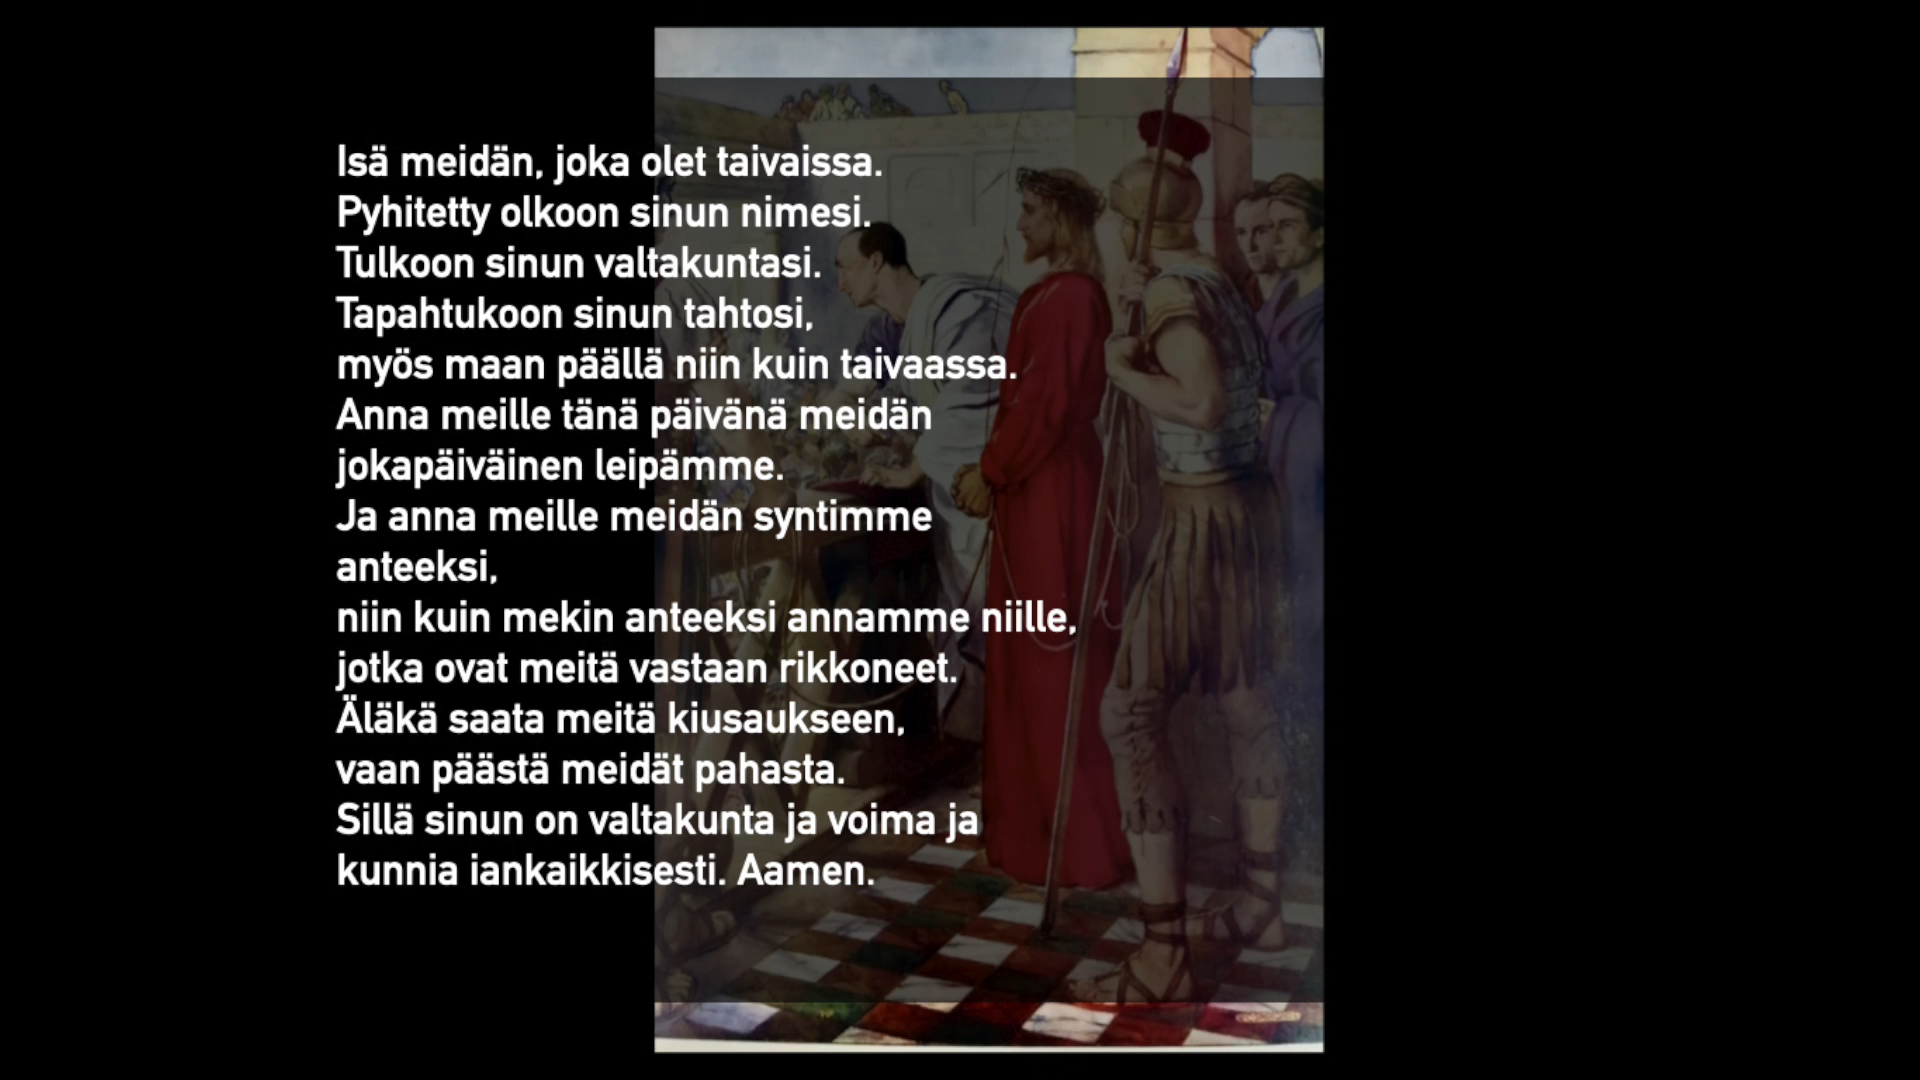 Isä meidän, joka olet taivaissa.
Pyhitetty olkoon sinun nimesi.
Tulkoon sinun valtakuntasi.
Tapahtukoon sinun tahtosi,
myös maan päällä niin kuin taivaassa.
Anna meille tänä päivänä meidän
jokapäiväinen leipämme.
Ja anna meille meidän syntimme
anteeksi,
niin kuin mekin anteeksi annamme niille,
jotka ovat meitä vastaan rikkoneet.
Äläkä saata meitä kiusaukseen,
vaan päästä meidät pahasta.
Sillä sinun on valtakunta ja voima ja
kunnia iankaikkisesti. Aamen.